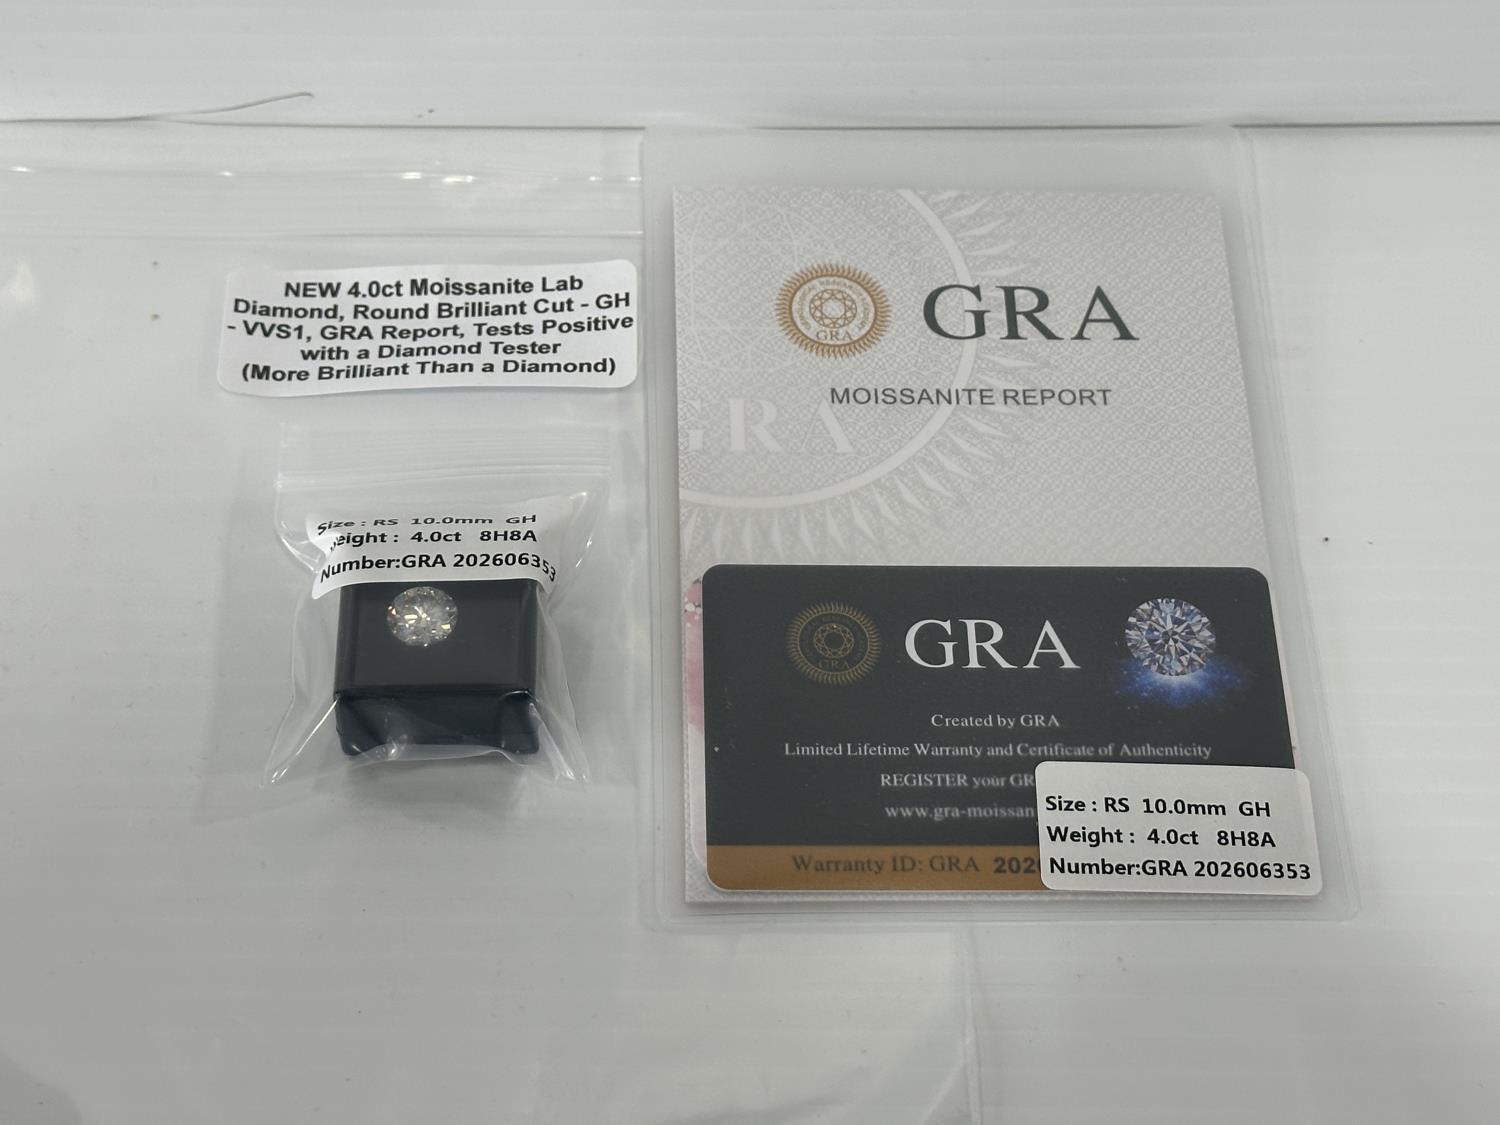 NEW 4.0ct Moissanite Lab
Diamond, Round Brilliant Cut - GH
- VVS1, GRA Report, Tests Positive
with a Diamond Tester
(More Brilliant Than a Diamond)
Size : RS 10.0mm GH
eight : 4.0ct 8H8A
Number:GRA 202606353
GRA
GRA
MOISSANITE REPORT
GRA
GRA
GRA
Created by GRA
Limited Lifetime Warranty and Certificate of Authenticity
REGISTER your GR
www.gra-moissan
Warranty ID: GRA 202
Size : RS 10.0mm GH
Weight : 4.0ct 8H8A
Number:GRA 202606353